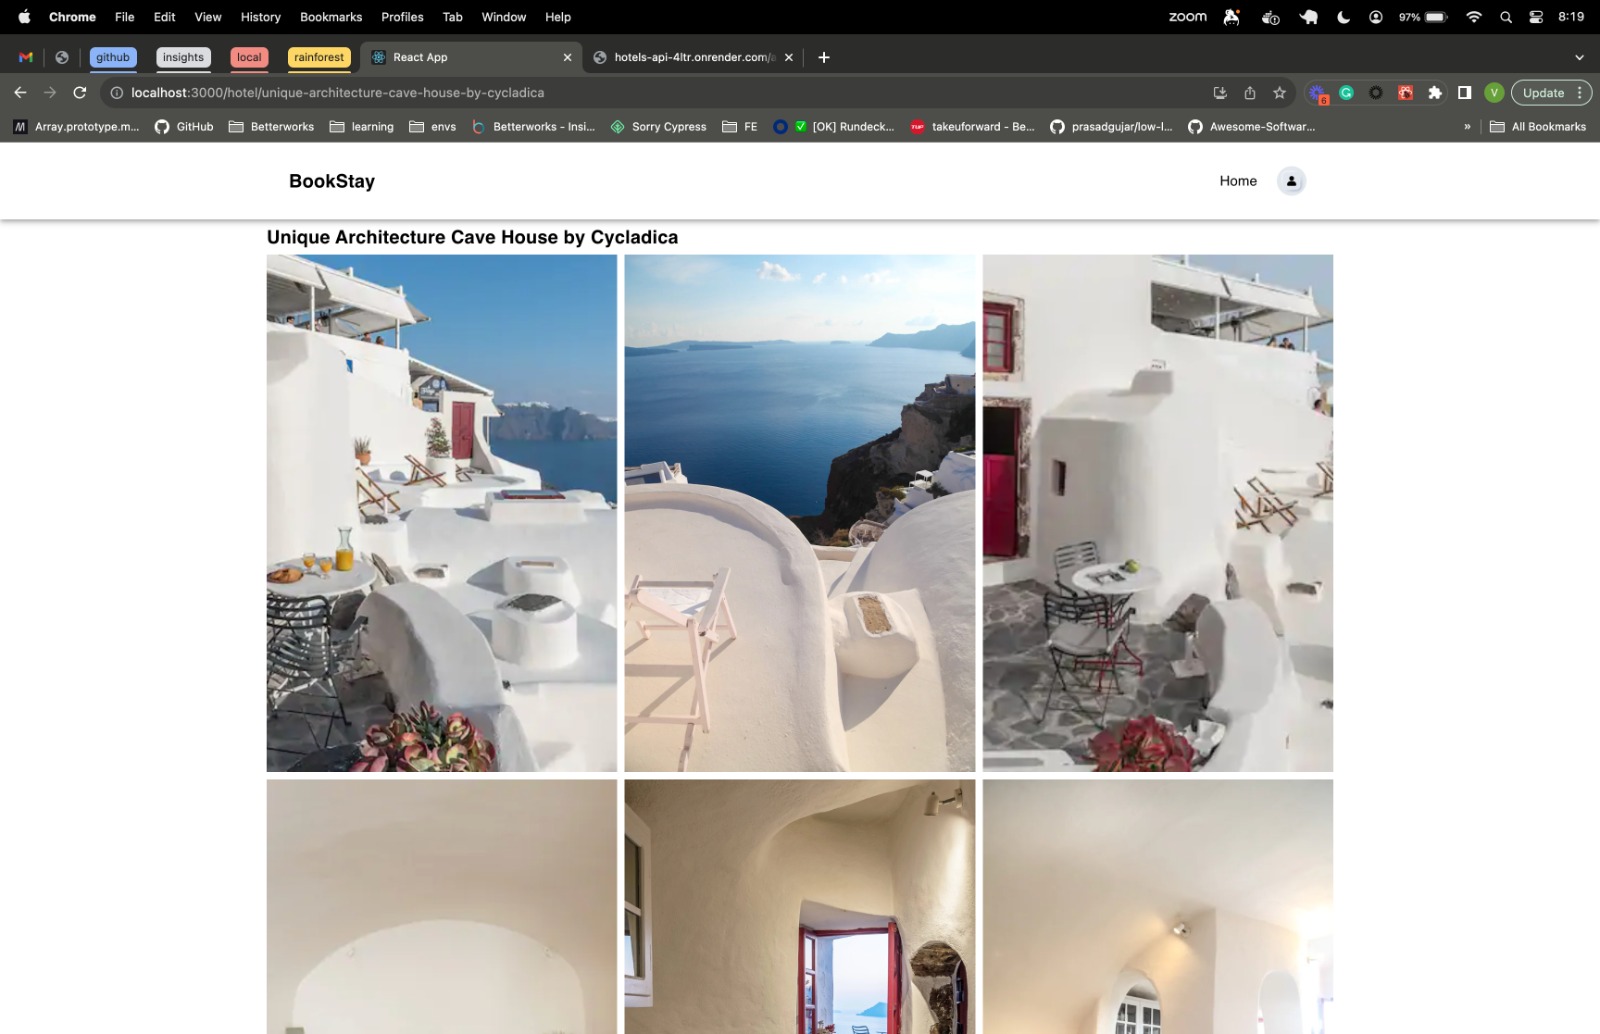 Chrome File Edit View History Bookmarks Profiles Tab Window Help zoom 97% 8:19
github insights local rainforest React App hotels-api-4ltr.onrender.com/
localhost:3000/hotel/unique-architecture-cave-house-by-cycladica 6 V Update
Array.prototype.m... GitHub Betterworks learning envs Betterworks - Insi... Sorry Cypress FE [OK] Rundeck... takeuforward - Be... prasadgujar/low-l... Awesome-Softwar... » All Bookmarks
BookStay Home
Unique Architecture Cave House by Cycladica